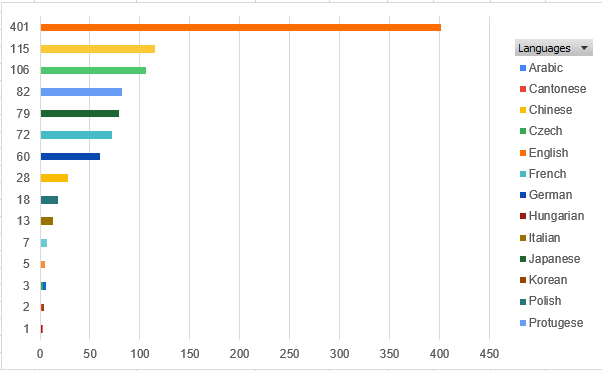 401
115
106
82
79
72
60
28
18
13
7
5
3
2
1
0 50 100 150 200 250 300 350 400 450
Languages
Arabic
Cantonese
Chinese
Czech
English
French
German
Hungarian
Italian
Japanese
Korean
Polish
Protugese